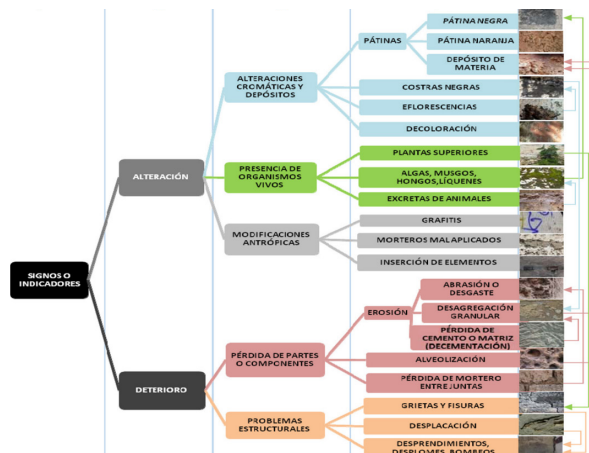 PÁTINA NEGRA
PÁTINAS
PÁTINA NARANJA
DEPÓSITO DE
MATERIA
ALTERACIONES
CROMÁTICAS Y
DEPÓSITOS
COSTRAS NEGRAS
EFLORESCENCIAS
DECOLORACIÓN
PLANTAS SUPERIORES
ALTERACIÓN
PRESENCIA DE
ORGANISMOS
VIVOS
ALGAS, MUSGOS,
HONGOS,LÍQUENES
EXCRETAS DE ANIMALES
GRAFITIS
MODIFICACIONES
ANTRÓPICAS
MORTEROS MAL APLICADOS
INSERCIÓN DE ELEMENTOS
SIGNOS O
INDICADORES
ABRASIÓN O
DESGASTE
EROSIÓN
DESAGREGACIÓN
GRANULAR
PÉRDIDA DE
CEMENTO O MATRIZ
(DECEMENTACIÓN)
PÉRDIDA DE PARTES
O COMPONENTES
ALVEOLIZACIÓN
DETERIORO
PÉRDIDA DE MORTERO
ENTRE JUNTAS
GRIETAS Y FISURAS
PROBLEMAS
ESTRUCTURALES
DESPLACACIÓN
DESPRENDIMIENTOS,
DESPLOMES, BOMBEOS